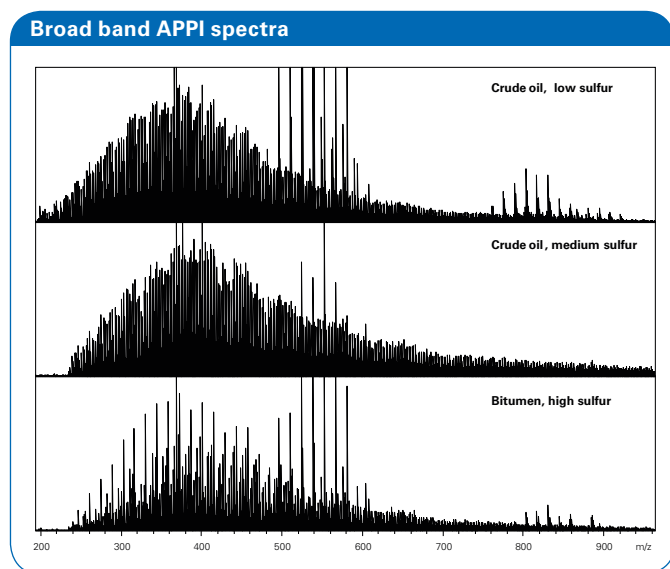 Broad band APPI spectra
Crude oil, low sulfur
Crude oil, medium sulfur
Bitumen, high sulfur
200 300 400 500 600 700 800 900 m/z